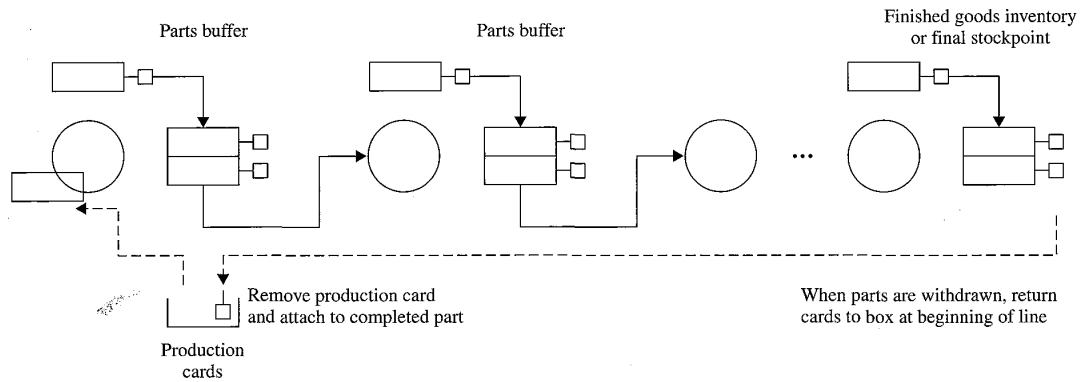 Parts buffer
Parts buffer
Finished goods inventory
or final stockpoint
Remove production card
and attach to completed part
When parts are withdrawn, return
cards to box at beginning of line
Production
cards